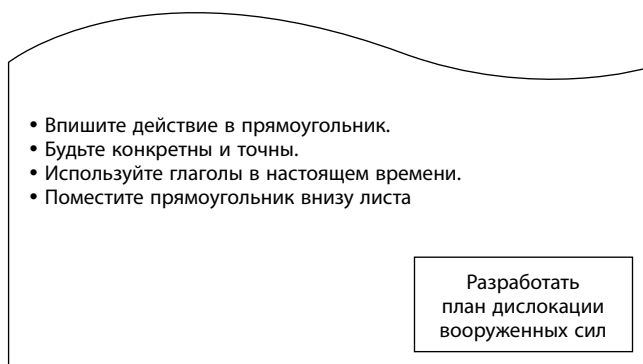 • Впишите действие в прямоугольник.
• Будьте конкретны и точны.
• Используйте глаголы в настоящем времени.
• Поместите прямоугольник внизу листа
Разработать
план дислокации
вооруженных сил